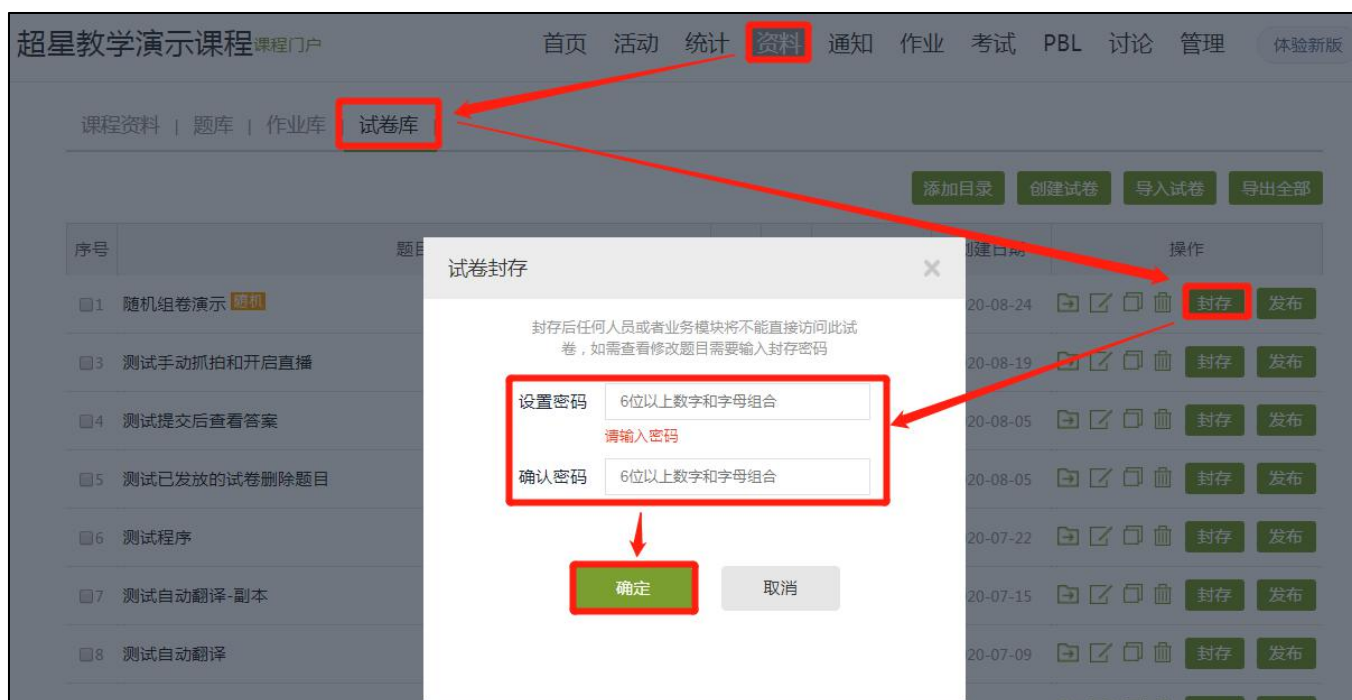 超星教学演示课程 课程门户 首页 活动 统计 资料 通知 作业 考试 PBL 讨论 管理 体验新版
课程资料 | 题库 | 作业库 | 试卷库
添加目录 创建试卷 导入试卷 导出全部
序号 题目 创建日期 操作
试卷封存
1 随机组卷演示 随机 20-08-24 封存 发布
封存后任何人员或者业务模块将不能直接访问此试
卷，如需查看修改题目需要输入封存密码
3 测试手动抓拍和开启直播 20-08-19 封存 发布
设置密码 6位以上数字和字母组合
请输入密码
4 测试提交后查看答案 20-08-05 封存 发布
确认密码 6位以上数字和字母组合
5 测试已发放的试卷删除题目 20-08-05 封存 发布
6 测试程序 20-07-22 封存 发布
确定 取消
7 测试自动翻译-副本 20-07-15 封存 发布
8 测试自动翻译 20-07-09 封存 发布